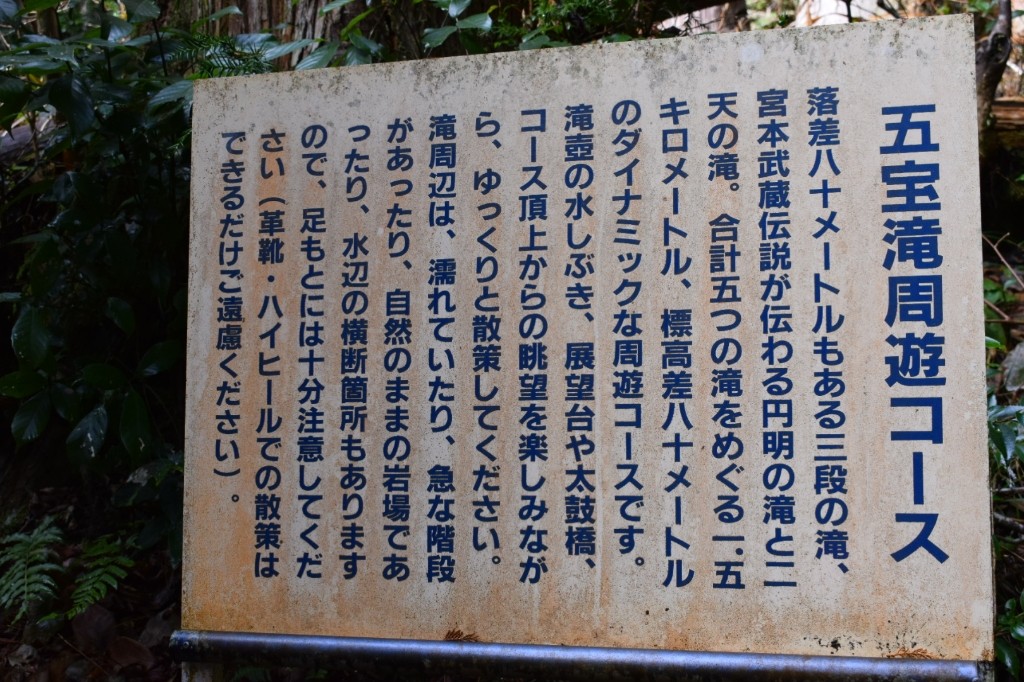 五宝滝周遊コース
落差八十メートルもある三段の滝、
宮本武蔵伝説が伝わる円明の滝と二
天の滝。合計五つの滝をめぐる一.五
キロメートル、標高差八十メートル
のダイナミックな周遊コースです。
滝壺の水しぶき、展望台や太鼓橋、
コース頂上からの眺望を楽しみなが
ら、ゆっくりと散策してください。
滝周辺は、濡れていたり、急な階段
があったり、自然のままの岩場であ
ったり、水辺の横断箇所もあります
ので、足もとには十分注意してくだ
さい（革靴・ハイヒールでの散策は
できるだけご遠慮ください）。